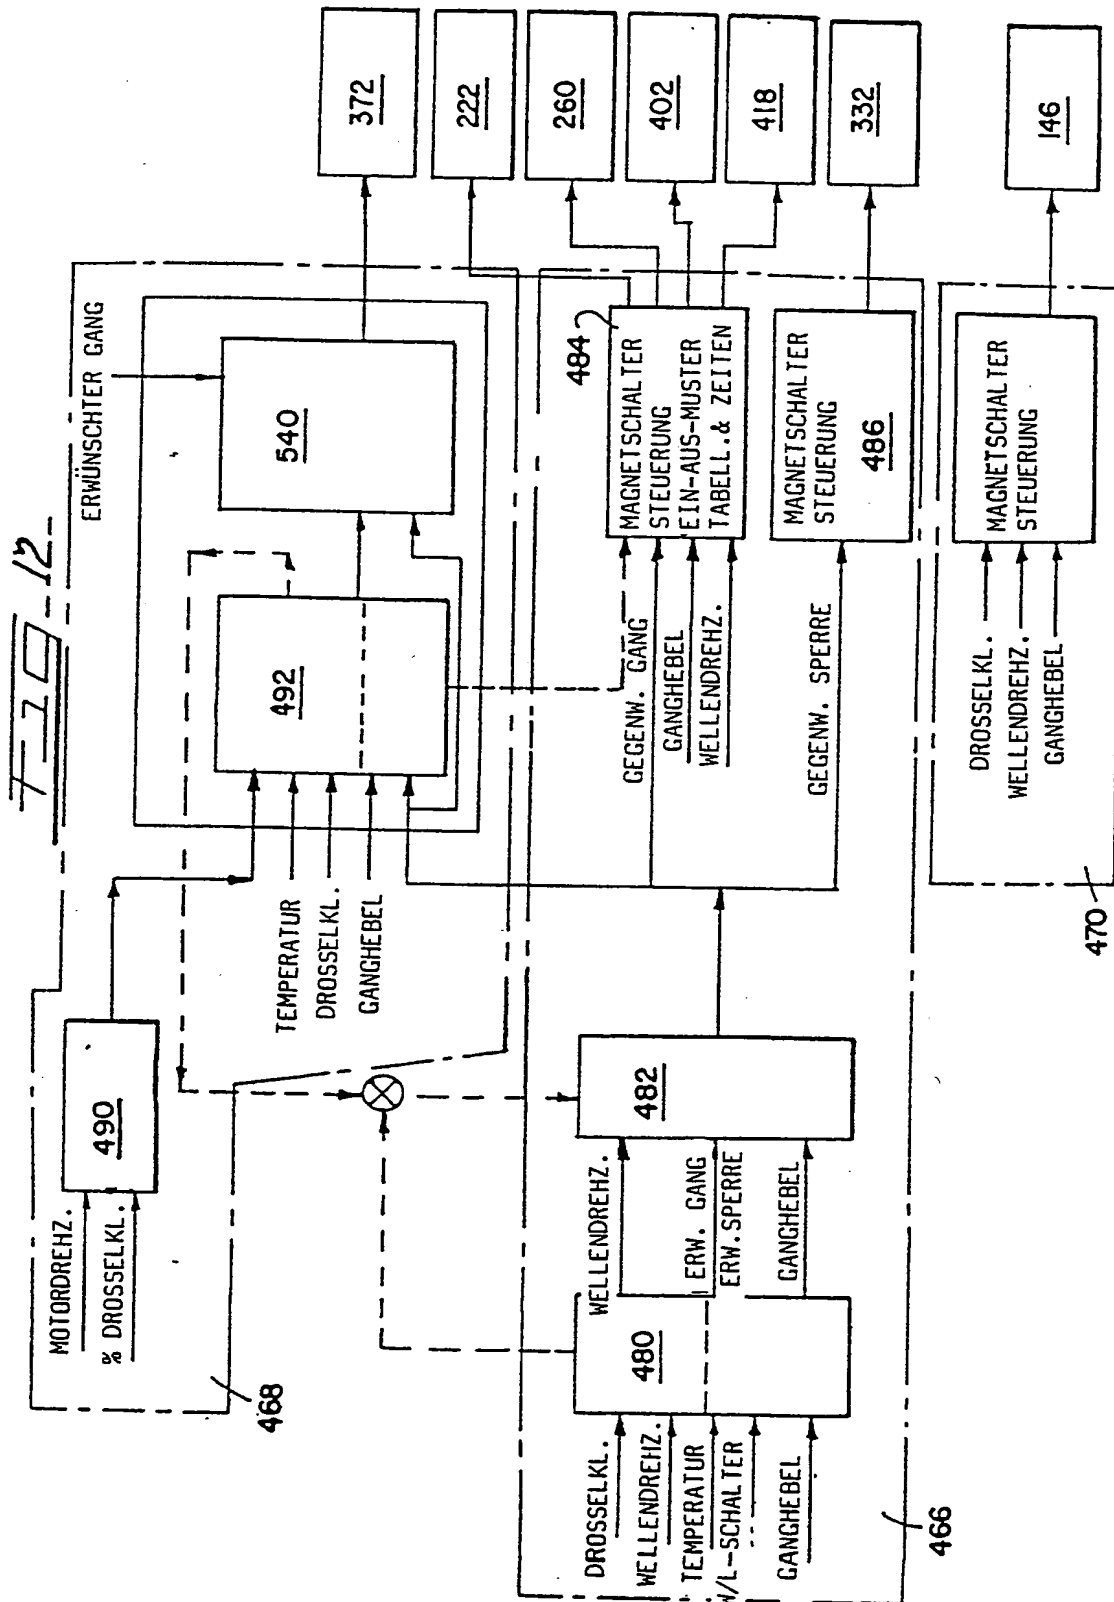 FIG. 12
MOTORDREHZ.
% DROSSELKL.
490
468
TEMPERATUR
DROSSELKL.
GANGHEBEL
492
ERWÜNSCHTER GANG
540
372
222
260
402
418
332
146
DROSSELKL.
WELLENDREHZ.
TEMPERATUR
W/L-SCHALTER
GANGHEBEL
480
466
WELLENDREHZ.
ERW. GANG
ERW. SPERRE
GANGHEBEL
482
GEGENW. GANG
GANGHEBEL
WELLENDREHZ.
484
MAGNETSCHALTER
STEUERUNG
EIN-AUS-MUSTER
TABELL.& ZEITEN
GEGENW. SPERRE
MAGNETSCHALTER
STEUERUNG
486
DROSSELKL.
WELLENDREHZ.
GANGHEBEL
MAGNETSCHALTER
STEUERUNG
470